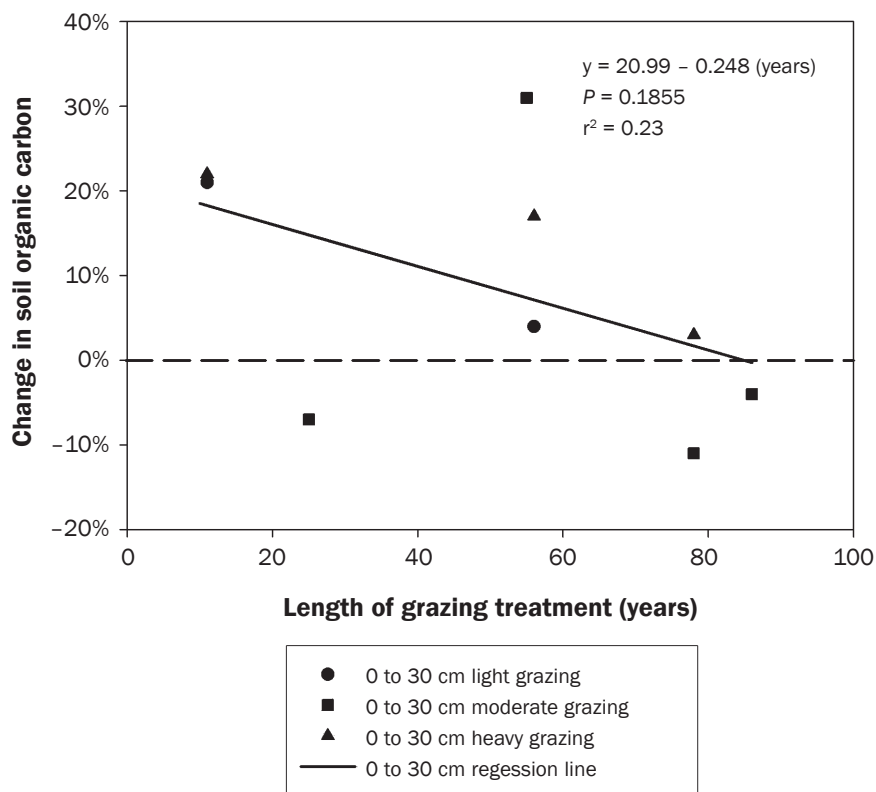 40%
30%
20%
10%
0%
–10%
–20%
Change in soil organic carbon
y = 20.99 – 0.248 (years)
P = 0.1855
r² = 0.23
0 20 40 60 80 100
Length of grazing treatment (years)
0 to 30 cm light grazing
0 to 30 cm moderate grazing
0 to 30 cm heavy grazing
0 to 30 cm regession line